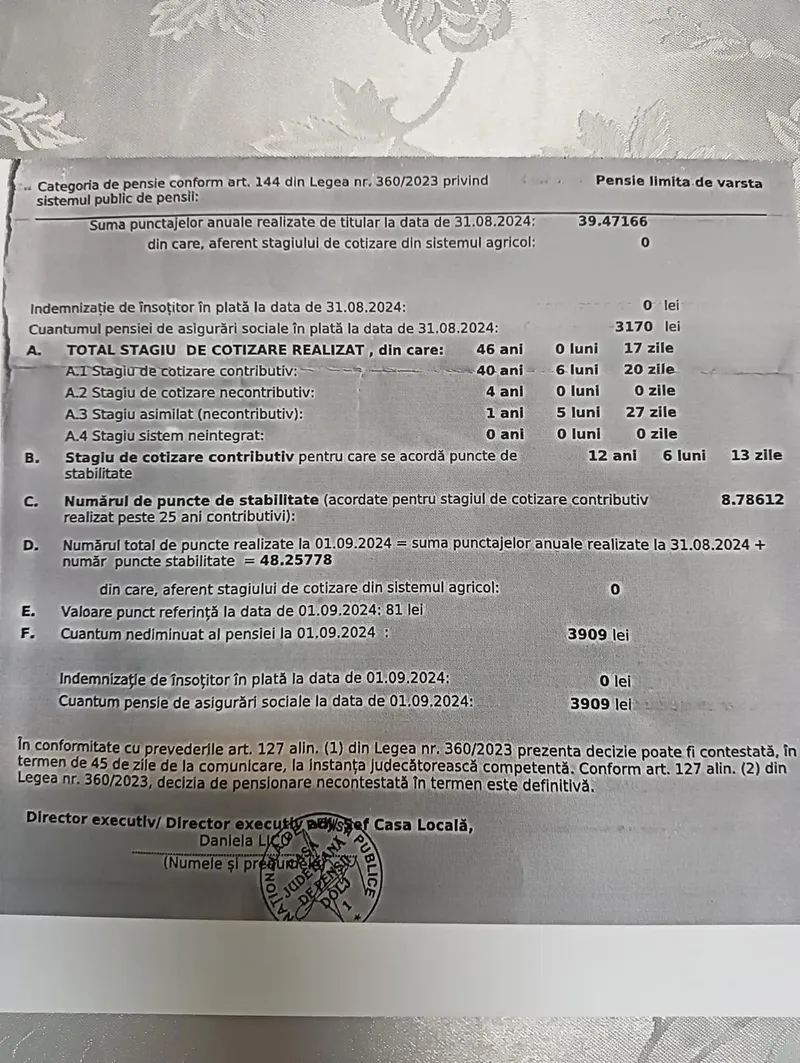 Categoria de pensie conform art. 144 din Legea nr. 360/2023 privind
sistemul public de pensii:
Pensie limita de varsta
Suma punctajelor anuale realizate de titular la data de 31.08.2024: 39.47166
din care, aferent stagiului de cotizare din sistemul agricol: 0
Indemnizație de însoțitor în plată la data de 31.08.2024: 0 lei
Cuantumul pensiei de asigurări sociale în plată la data de 31.08.2024: 3170 lei
A. TOTAL STAGIU DE COTIZARE REALIZAT , din care: 46 ani 0 luni 17 zile
A.1 Stagiu de cotizare contributiv: 40 ani 6 luni 20 zile
A.2 Stagiu de cotizare necontributiv: 4 ani 0 luni 0 zile
A.3 Stagiu asimilat (necontributiv): 1 ani 5 luni 27 zile
A.4 Stagiu sistem neintegrat: 0 ani 0 luni 0 zile
B. Stagiu de cotizare contributiv pentru care se acordă puncte de 12 ani 6 luni 13 zile
stabilitate
C. Numărul de puncte de stabilitate (acordate pentru stagiul de cotizare contributiv 8.78612
realizat peste 25 ani contributivi):
D. Numărul total de puncte realizate la 01.09.2024 = suma punctajelor anuale realizate la 31.08.2024 +
număr puncte stabilitate = 48.25778
din care, aferent stagiului de cotizare din sistemul agricol: 0
E. Valoare punct referință la data de 01.09.2024: 81 lei
F. Cuantum nediminuat al pensiei la 01.09.2024 : 3909 lei
Indemnizație de însoțitor în plată la data de 01.09.2024: 0 lei
Cuantum pensie de asigurări sociale la data de 01.09.2024: 3909 lei
În conformitate cu prevederile art. 127 alin. (1) din Legea nr. 360/2023 prezenta decizie poate fi contestată, în
termen de 45 de zile de la comunicare, la instanța judecătorească competentă. Conform art. 127 alin. (2) din
Legea nr. 360/2023, decizia de pensionare necontestată în termen este definitivă.
Director executiv/ Director executiv Șef Casa Locală,
Daniela
(Numele și prenumele)
CASA
JUDEȚEANĂ
DE PENSII
DOLJ
1
PUBLICE